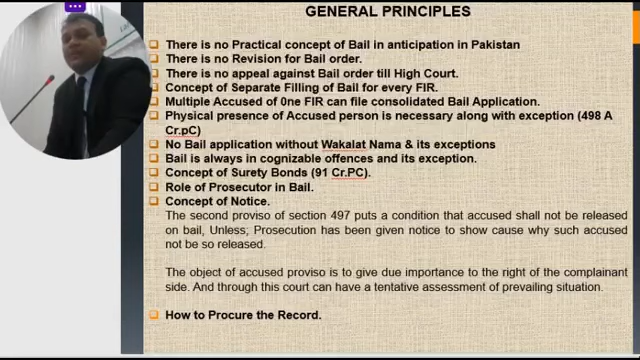 GENERAL PRINCIPLES
There is no Practical concept of Bail in anticipation in Pakistan
There is no Revision for Bail order.
There is no appeal against Bail order till High Court.
Concept of Separate Filling of Bail for every FIR.
Multiple Accused of 0ne FIR can file consolidated Bail Application.
Physical presence of Accused person is necessary along with exception (498 A
Cr.pC)
No Bail application without Wakalat Nama & its exceptions
Bail is always in cognizable offences and its exception.
Concept of Surety Bonds (91 Cr.PC).
Role of Prosecutor in Bail.
Concept of Notice.
The second proviso of section 497 puts a condition that accused shall not be released
on bail, Unless; Prosecution has been given notice to show cause why such accused
not be so released.
The object of accused proviso is to give due importance to the right of the complainant
side. And through this court can have a tentative assessment of prevailing situation.
How to Procure the Record.